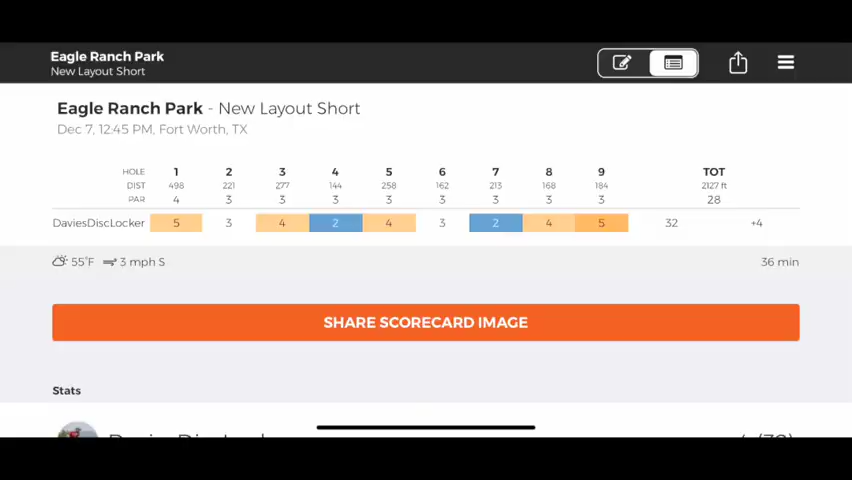 Eagle Ranch Park
New Layout Short
Eagle Ranch Park - New Layout Short
Dec 7, 12:45 PM, Fort Worth, TX
HOLE 1 2 3 4 5 6 7 8 9 TOT
DIST 498 221 277 144 258 162 213 168 184 2127 ft
PAR 4 3 3 3 3 3 3 3 3 28
DaviesDiscLocker 5 3 4 2 4 3 2 4 5 32 +4
55°F 3 mph S 36 min
SHARE SCORECARD IMAGE
Stats